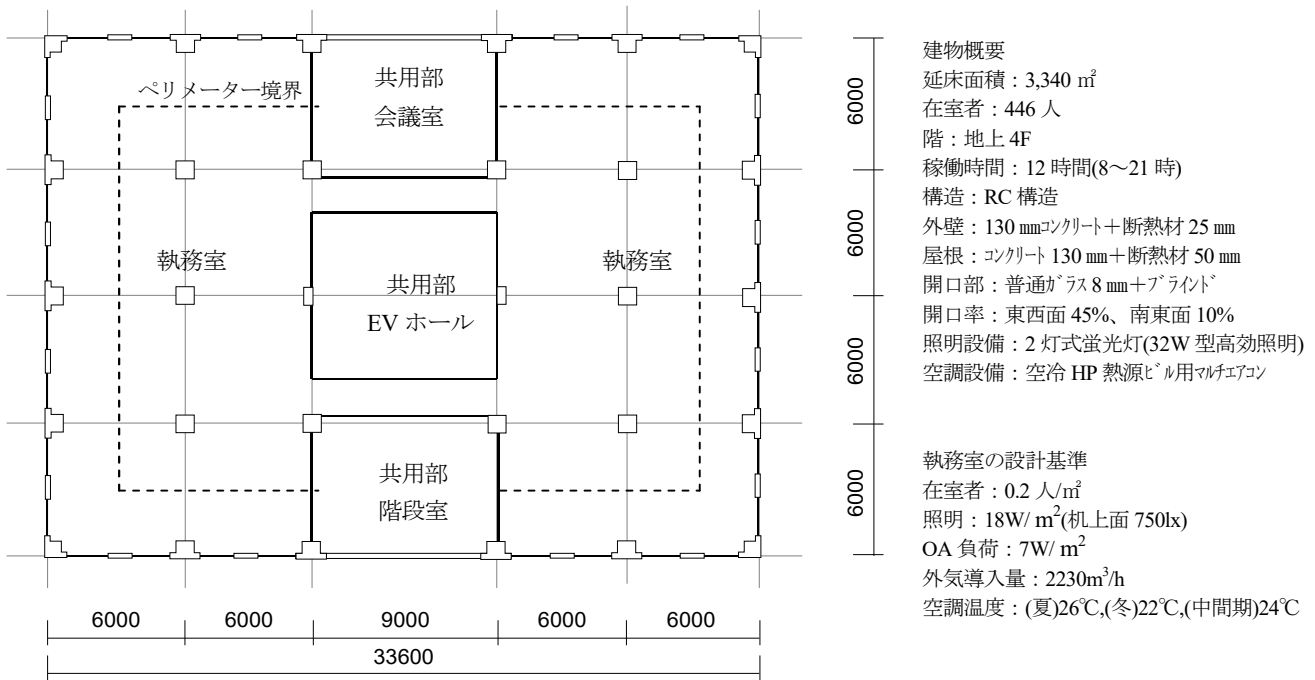 ペリメーター境界
共用部
会議室
執務室
執務室
共用部
EV ホール
共用部
階段室
6000
6000
6000
6000
6000
6000
9000
6000
6000
33600
建物概要
延床面積：3,340 ㎡
在室者：446 人
階：地上 4F
稼働時間：12 時間(8～21 時)
構造：RC 構造
外壁：130 ㎜ｺﾝｸﾘｰﾄ＋断熱材 25 ㎜
屋根：ｺﾝｸﾘｰﾄ 130 ㎜＋断熱材 50 ㎜
開口部：普通ｶﾞﾗｽ 8 ㎜＋ﾌﾞﾗｲﾝﾄﾞ
開口率：東西面 45%、南東面 10%
照明設備：2 灯式蛍光灯(32W 型高効照明)
空調設備：空冷 HP 熱源ﾋﾞﾙ用ﾏﾙﾁｴｱｺﾝ
執務室の設計基準
在室者：0.2 人/㎡
照明：18W/ m²(机上面 750lx)
OA 負荷：7W/ m²
外気導入量：2230m³/h
空調温度：(夏)26℃,(冬)22℃,(中間期)24℃